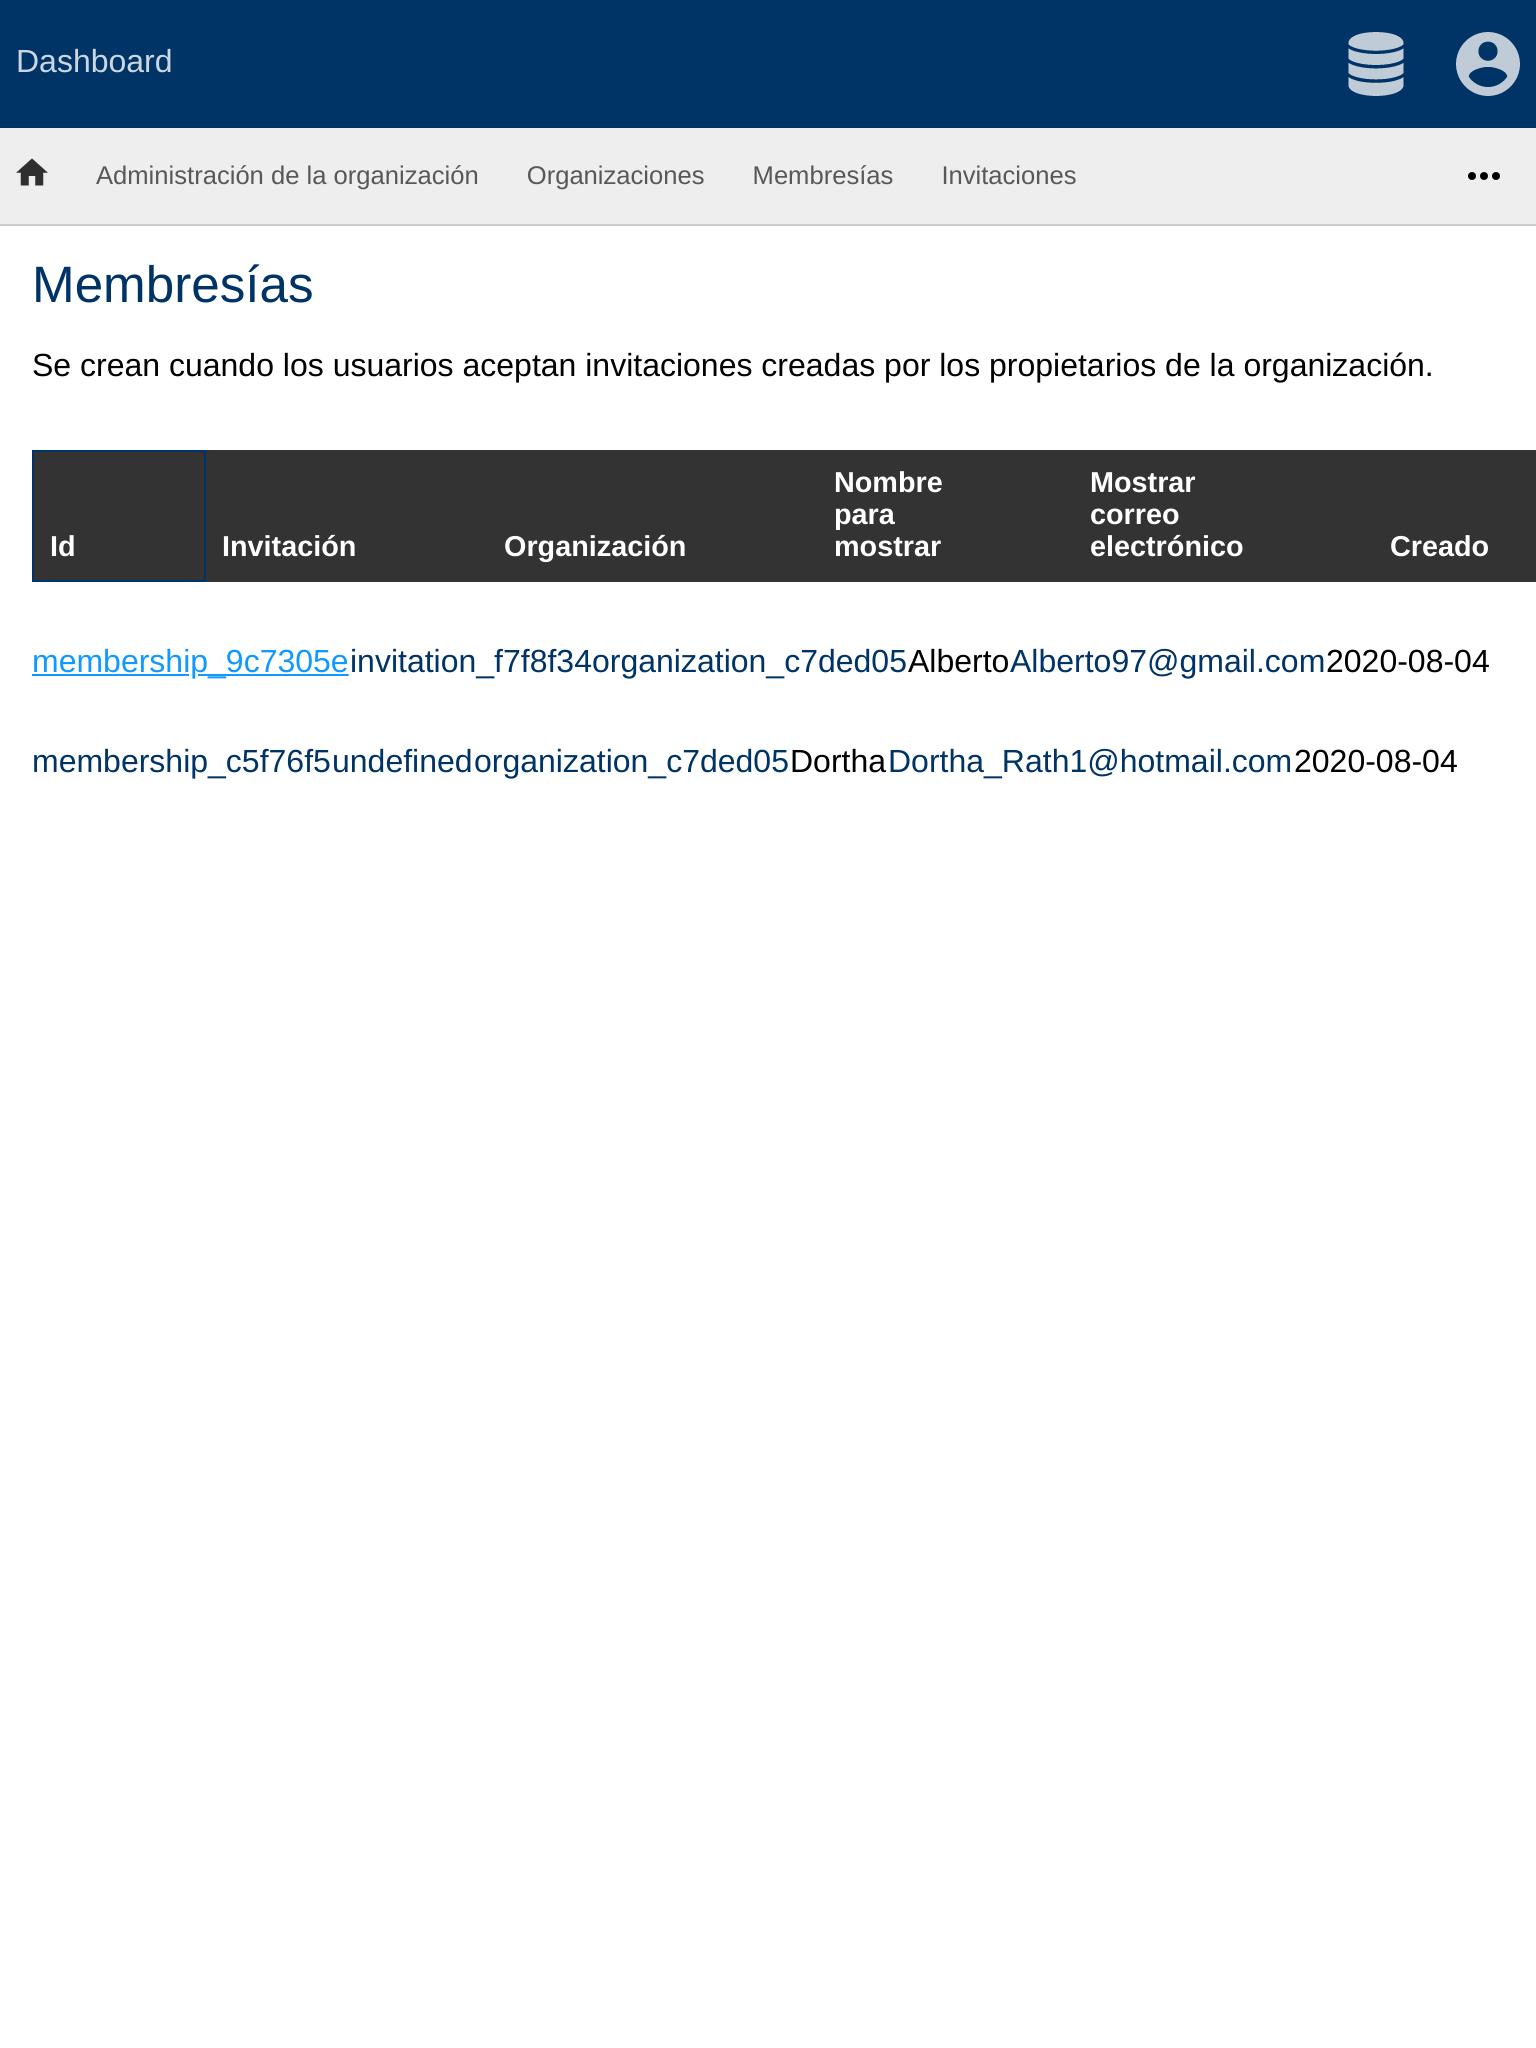 Dashboard
Administración de la organización Organizaciones Membresías Invitaciones
Membresías
Se crean cuando los usuarios aceptan invitaciones creadas por los propietarios de la organización.
Id Invitación Organización Nombre para mostrar Mostrar correo electrónico Creado
membership_9c7305e invitation_f7f8f34 organization_c7ded05 Alberto Alberto97@gmail.com 2020-08-04
membership_c5f76f5 undefined organization_c7ded05 Dortha Dortha_Rath1@hotmail.com 2020-08-04